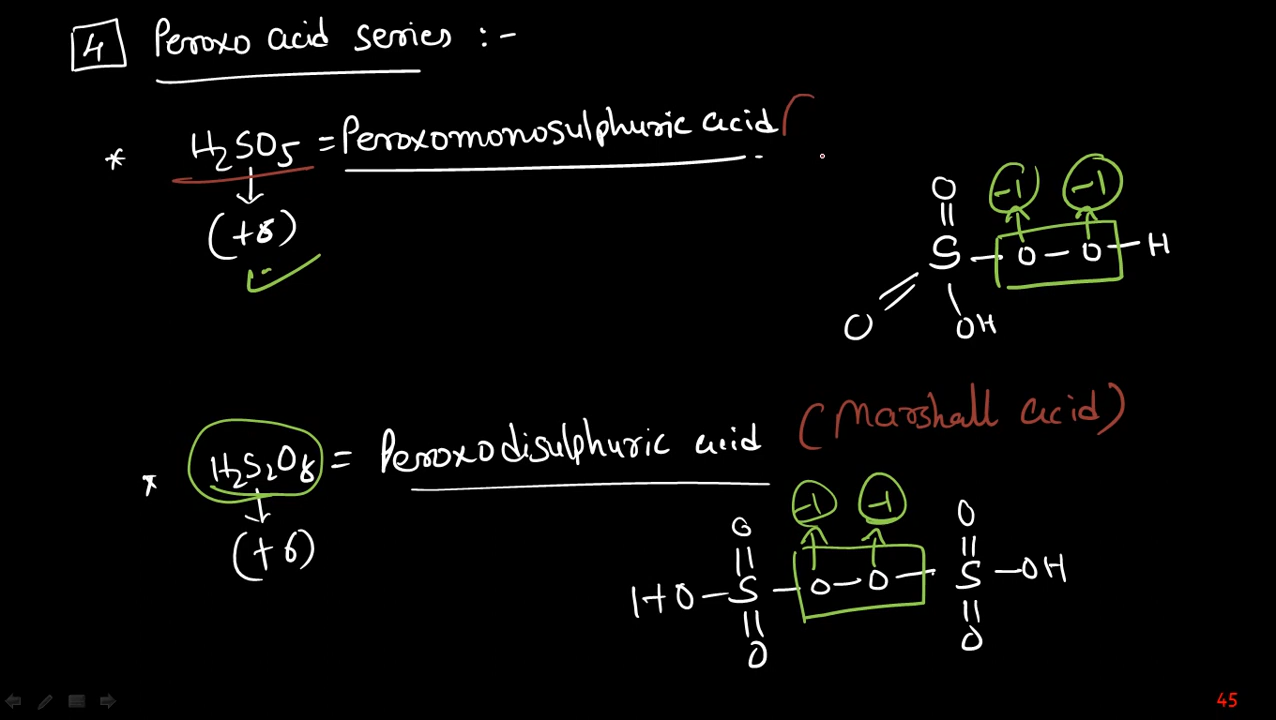 4 Peroxo acid series :-
* H2SO5 = Peroxomonosulphuric acid (
(+6)
O -1 -1
S - O - O - H
O OH
* H2S2O8 = Peroxodisulphuric acid (Marshall acid)
(+6)
O -1 -1 O
HO - S - O - O - S - OH
O O
45